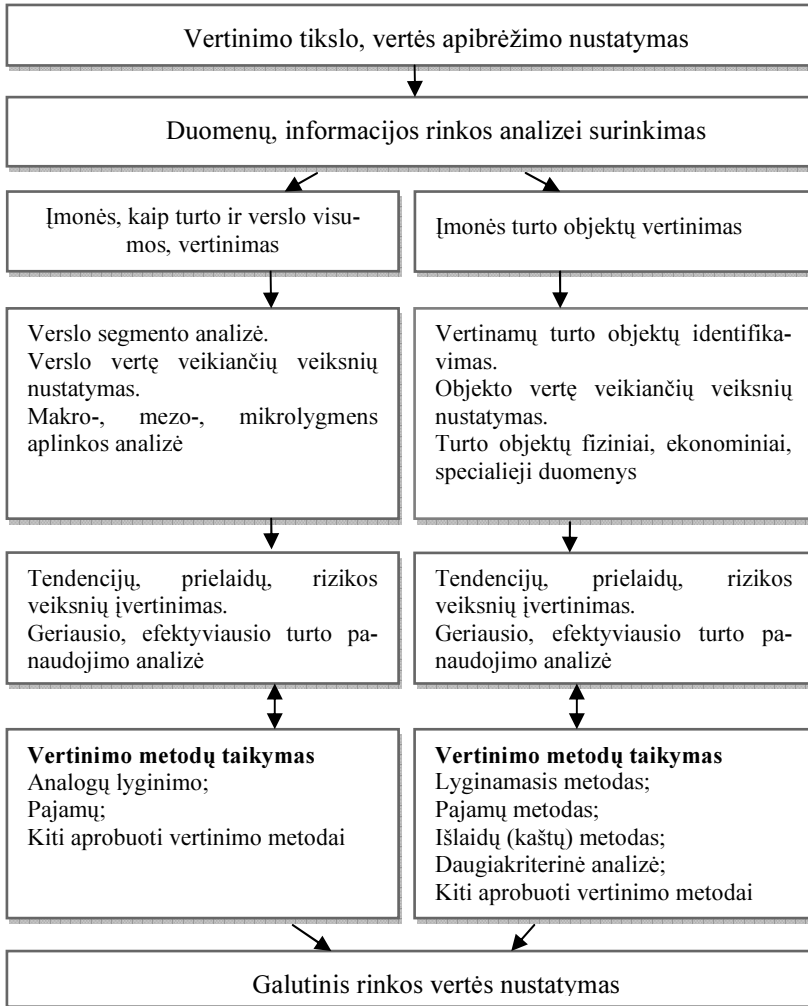 Vertinimo tikslo, vertės apibrėžimo nustatymas
Duomenų, informacijos rinkos analizei surinkimas
Įmonės, kaip turto ir verslo visu-
mos, vertinimas
Įmonės turto objektų vertinimas
Verslo segmento analizė.
Verslo vertę veikiančių veiksnių
nustatymas.
Makro-, mezo-, mikrolygmens
aplinkos analizė
Vertinamų turto objektų identifika-
vimas.
Objekto vertę veikiančių veiksnių
nustatymas.
Turto objektų fiziniai, ekonominiai,
specialieji duomenys
Tendencijų, prielaidų, rizikos
veiksnių įvertinimas.
Geriausio, efektyviausio turto pa-
naudojimo analizė
Tendencijų, prielaidų, rizikos
veiksnių įvertinimas.
Geriausio, efektyviausio turto pa-
naudojimo analizė
Vertinimo metodų taikymas
Analogų lyginimo;
Pajamų;
Kiti aprobuoti vertinimo metodai
Vertinimo metodų taikymas
Lyginamasis metodas;
Pajamų metodas;
Išlaidų (kaštų) metodas;
Daugiakriterinė analizė;
Kiti aprobuoti vertinimo metodai
Galutinis rinkos vertės nustatymas